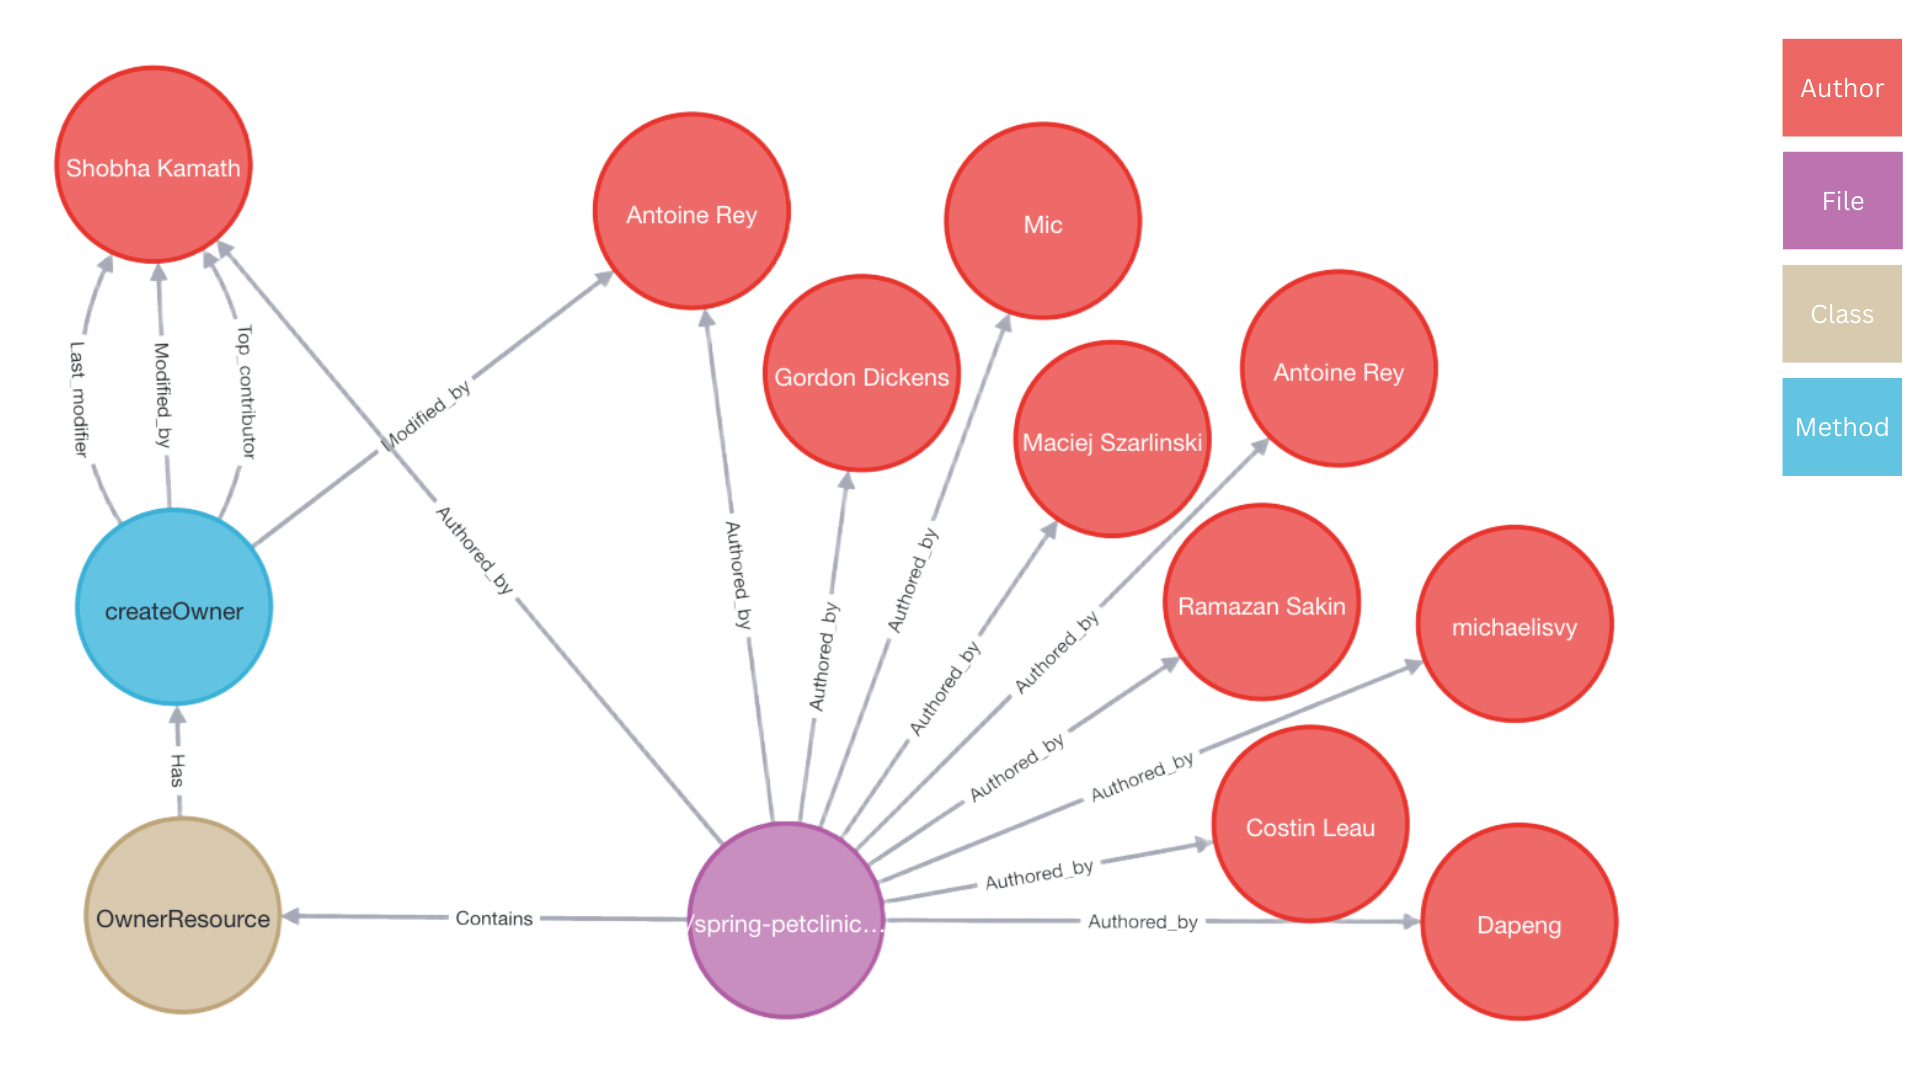 Shobha Kamath
Antoine Rey
Mic
Gordon Dickens
Antoine Rey
Maciej Szarlinski
Ramazan Sakin
michaelisvy
Costin Leau
Dapeng
createOwner
OwnerResource
/spring-petclinic...
Last_modifier
Modified_by
Top_contributor
Modified_by
Authored_by
Authored_by
Authored_by
Authored_by
Authored_by
Authored_by
Authored_by
Authored_by
Authored_by
Authored_by
Has
Contains
Author
File
Class
Method